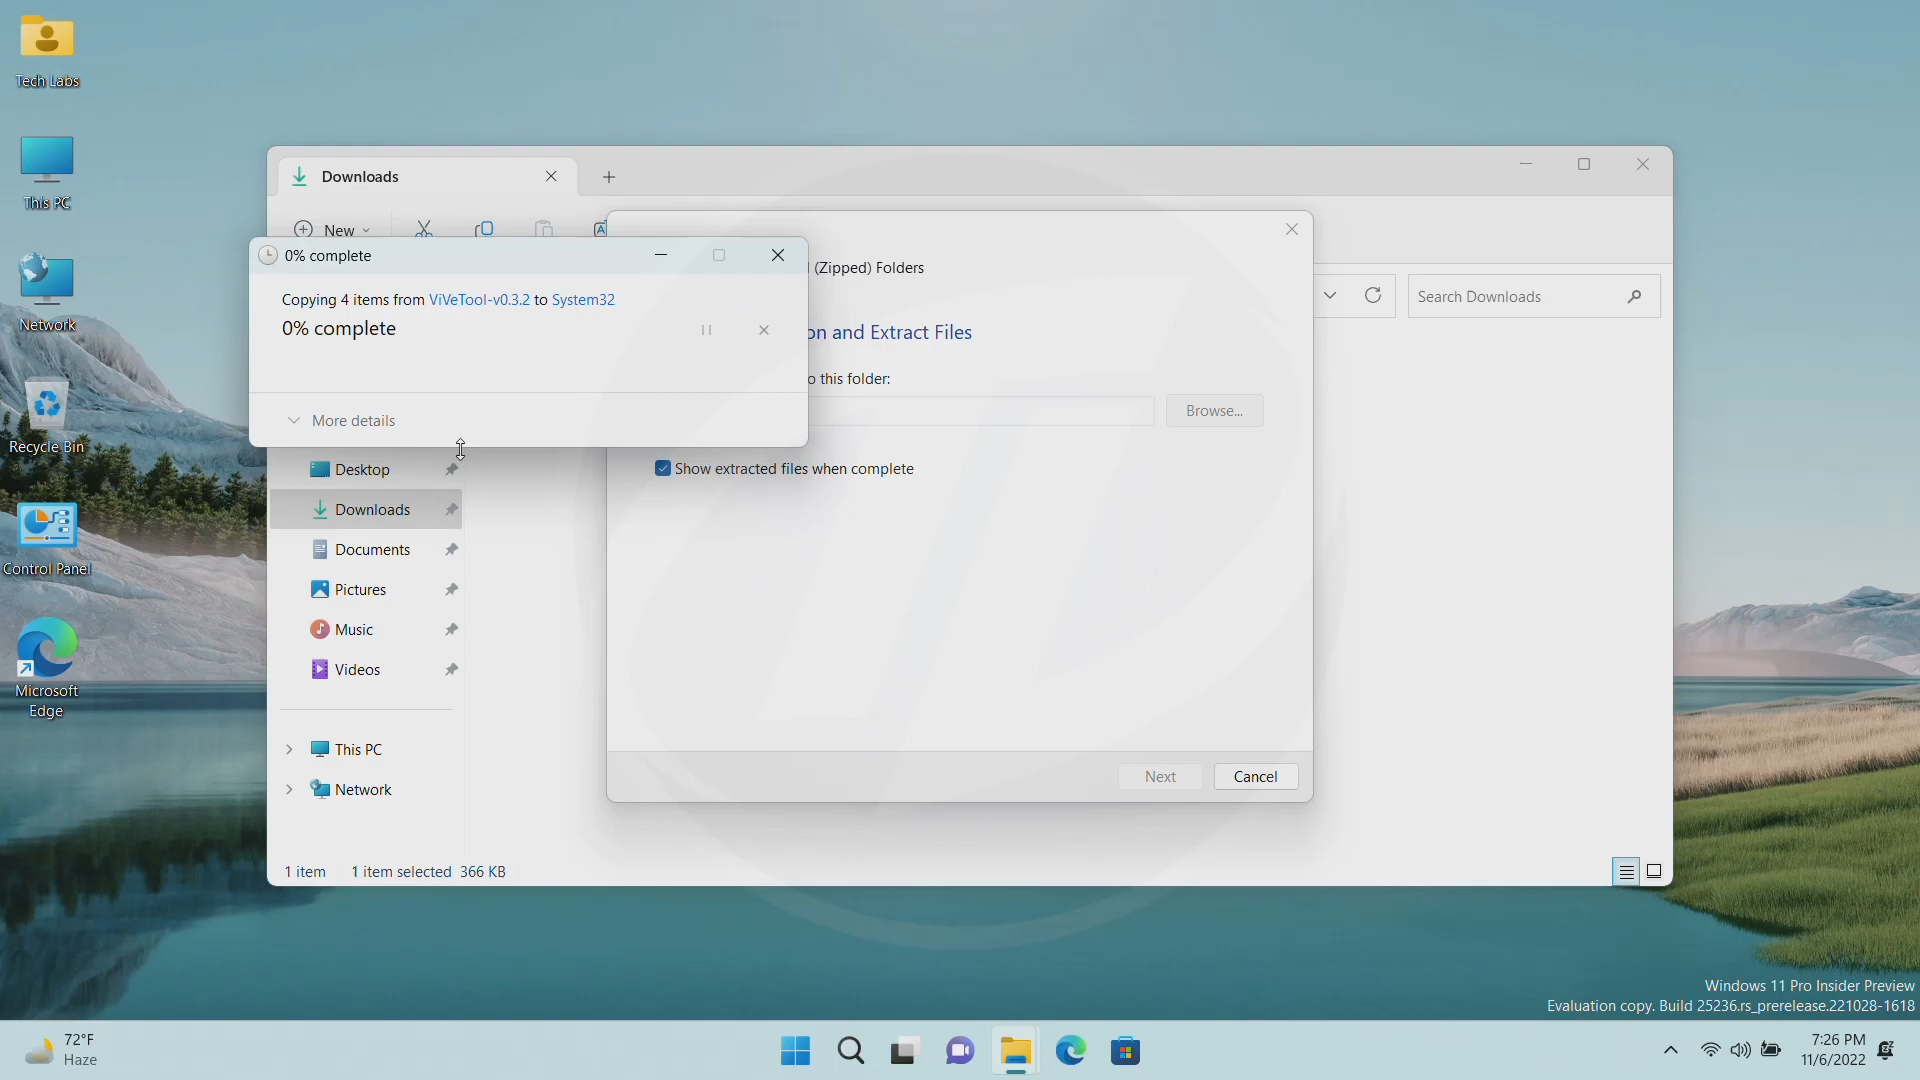 Tech Labs
This PC
Network
Recycle Bin
Control Panel
Microsoft
Edge
Downloads
New
(Zipped) Folders
0% complete
Copying 4 items from ViVeTool-v0.3.2 to System32
0% complete
More details
Search Downloads
on and Extract Files
o this folder:
Browse...
Show extracted files when complete
Desktop
Downloads
Documents
Pictures
Music
Videos
This PC
Network
Next
Cancel
1 item 1 item selected 366 KB
Windows 11 Pro Insider Preview
Evaluation copy. Build 25236.rs_prerelease.221028-1618
72°F
Haze
7:26 PM
11/6/2022